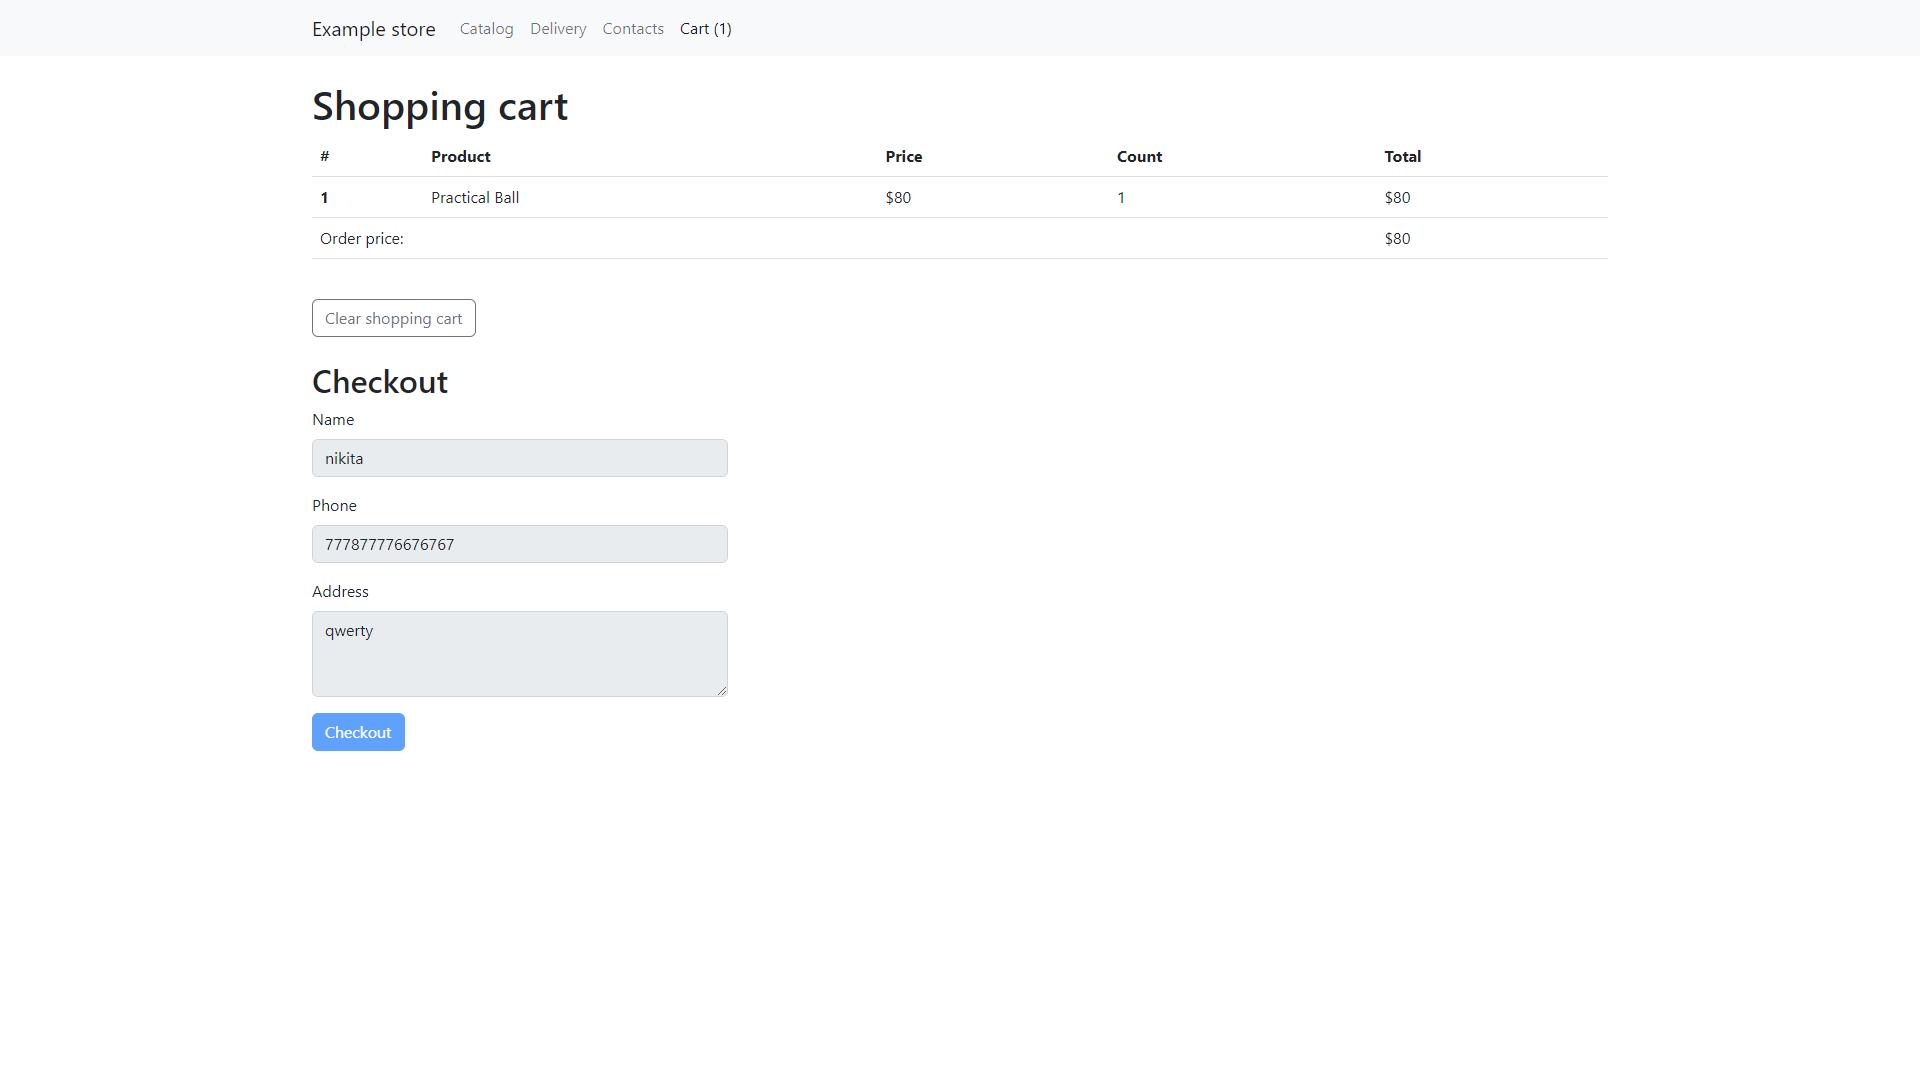 Example store Catalog Delivery Contacts Cart (1)
Shopping cart
# Product Price Count Total
1 Practical Ball $80 1 $80
Order price: $80
Clear shopping cart
Checkout
Name
nikita
Phone
777877776676767
Address
qwerty
Checkout